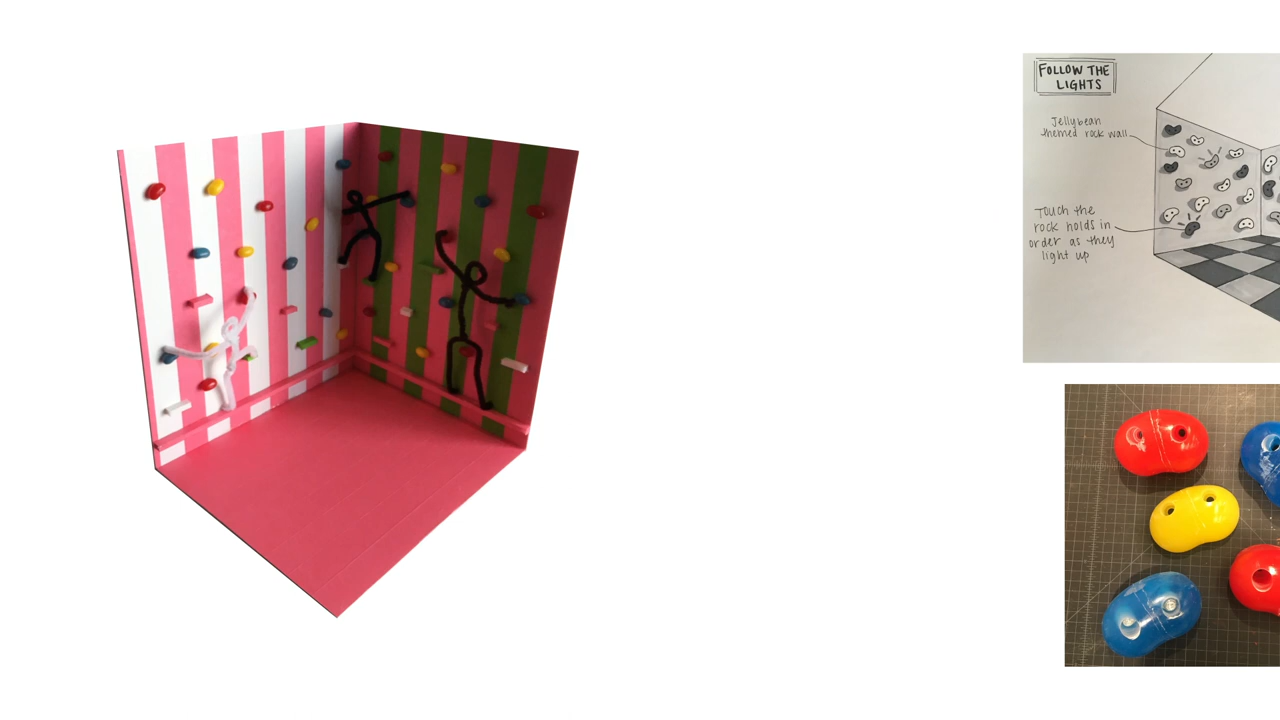 FOLLOW THE
LIGHTS
Jellybean
themed rock wall
Touch the
rock holds in
order as they
light up